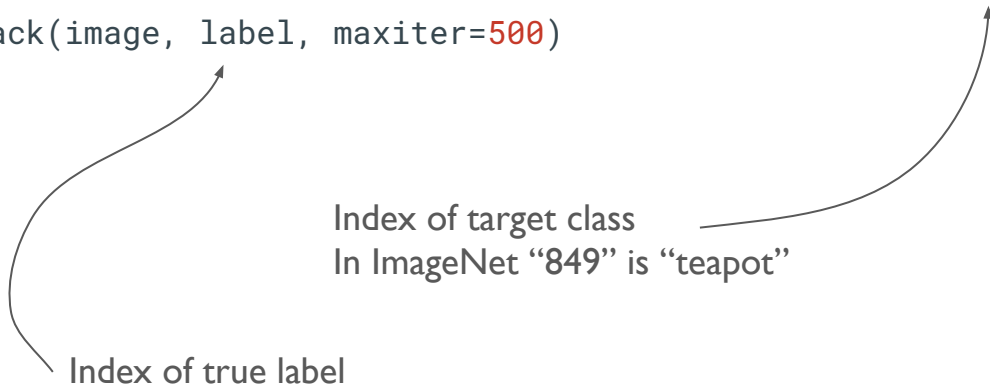 ack(image, label, maxiter=500)
Index of target class
In ImageNet “849” is “teapot”
Index of true label